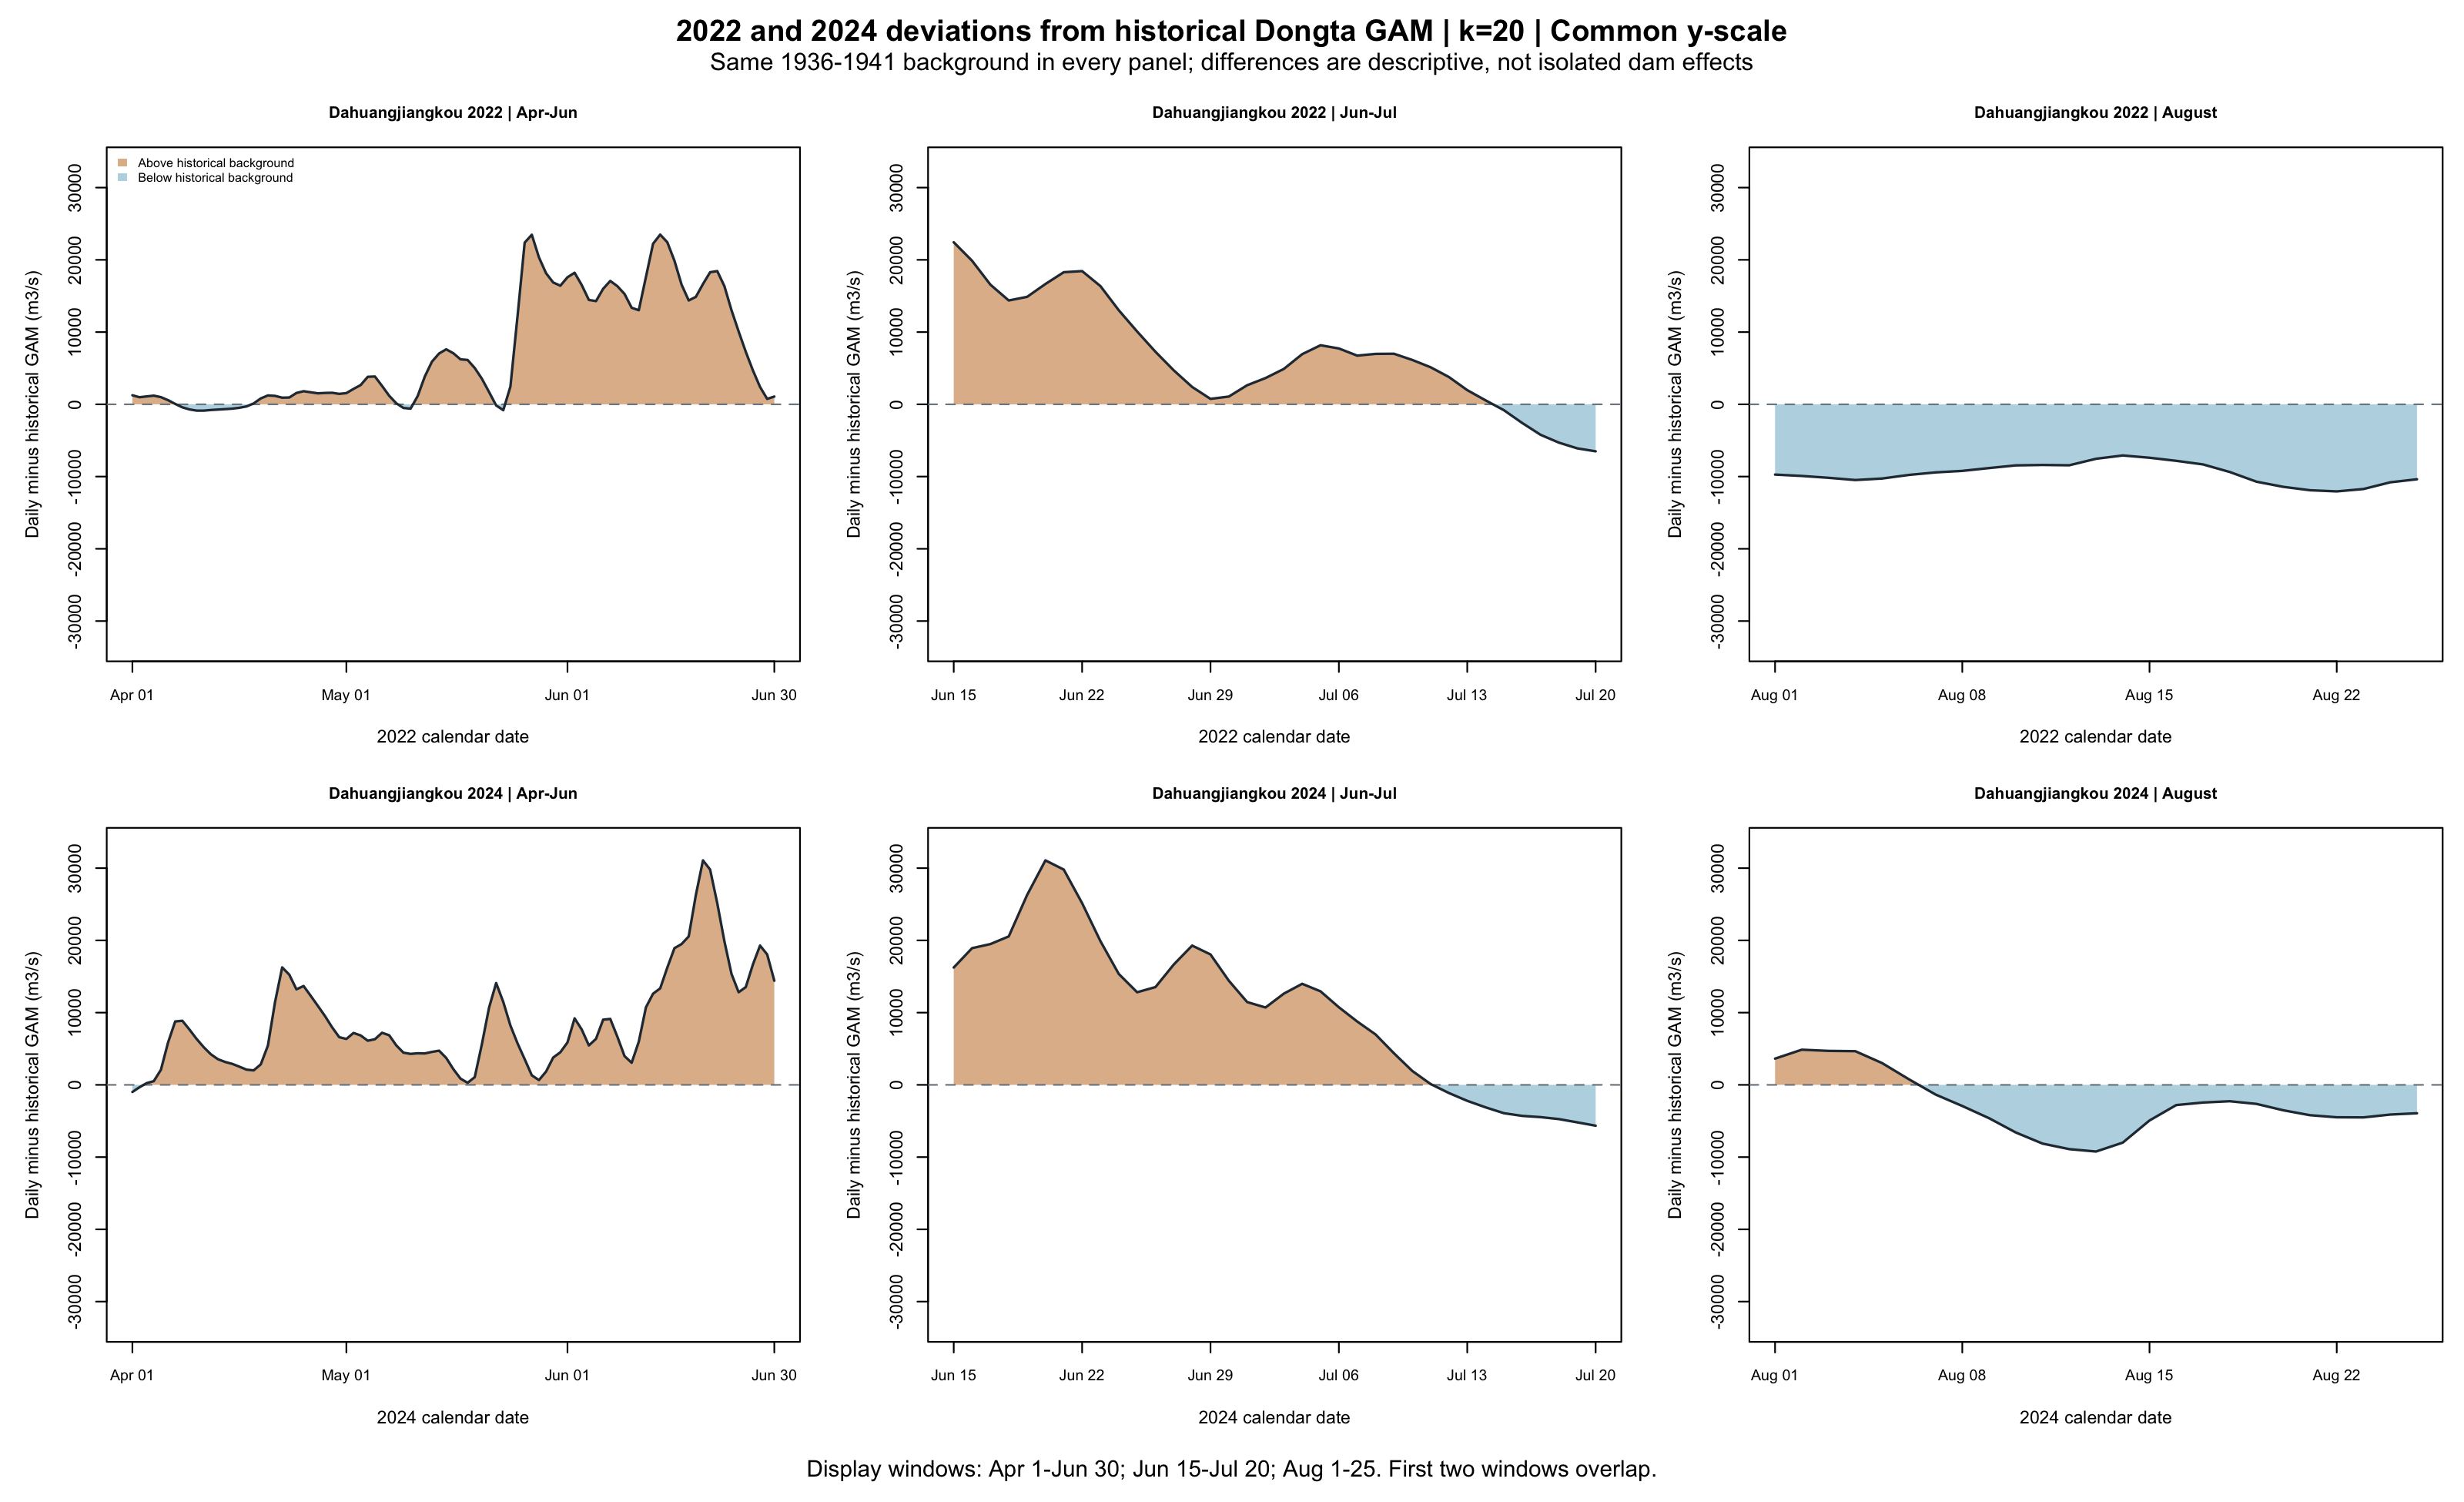 2022 and 2024 deviations from historical Dongta GAM | k=20 | Common y-scale
Same 1936-1941 background in every panel; differences are descriptive, not isolated dam effects
Dahuangjiangkou 2022 | Apr-Jun
Above historical background
Below historical background
Daily minus historical GAM (m3/s)
30000
20000
10000
0
-10000
-20000
-30000
Apr 01
May 01
Jun 01
Jun 30
2022 calendar date
Dahuangjiangkou 2022 | Jun-Jul
Daily minus historical GAM (m3/s)
30000
20000
10000
0
-10000
-20000
-30000
Jun 15
Jun 22
Jun 29
Jul 06
Jul 13
Jul 20
2022 calendar date
Dahuangjiangkou 2022 | August
Daily minus historical GAM (m3/s)
30000
20000
10000
0
-10000
-20000
-30000
Aug 01
Aug 08
Aug 15
Aug 22
2022 calendar date
Dahuangjiangkou 2024 | Apr-Jun
Daily minus historical GAM (m3/s)
30000
20000
10000
0
-10000
-20000
-30000
Apr 01
May 01
Jun 01
Jun 30
2024 calendar date
Dahuangjiangkou 2024 | Jun-Jul
Daily minus historical GAM (m3/s)
30000
20000
10000
0
-10000
-20000
-30000
Jun 15
Jun 22
Jun 29
Jul 06
Jul 13
Jul 20
2024 calendar date
Dahuangjiangkou 2024 | August
Daily minus historical GAM (m3/s)
30000
20000
10000
0
-10000
-20000
-30000
Aug 01
Aug 08
Aug 15
Aug 22
2024 calendar date
Display windows: Apr 1-Jun 30; Jun 15-Jul 20; Aug 1-25. First two windows overlap.